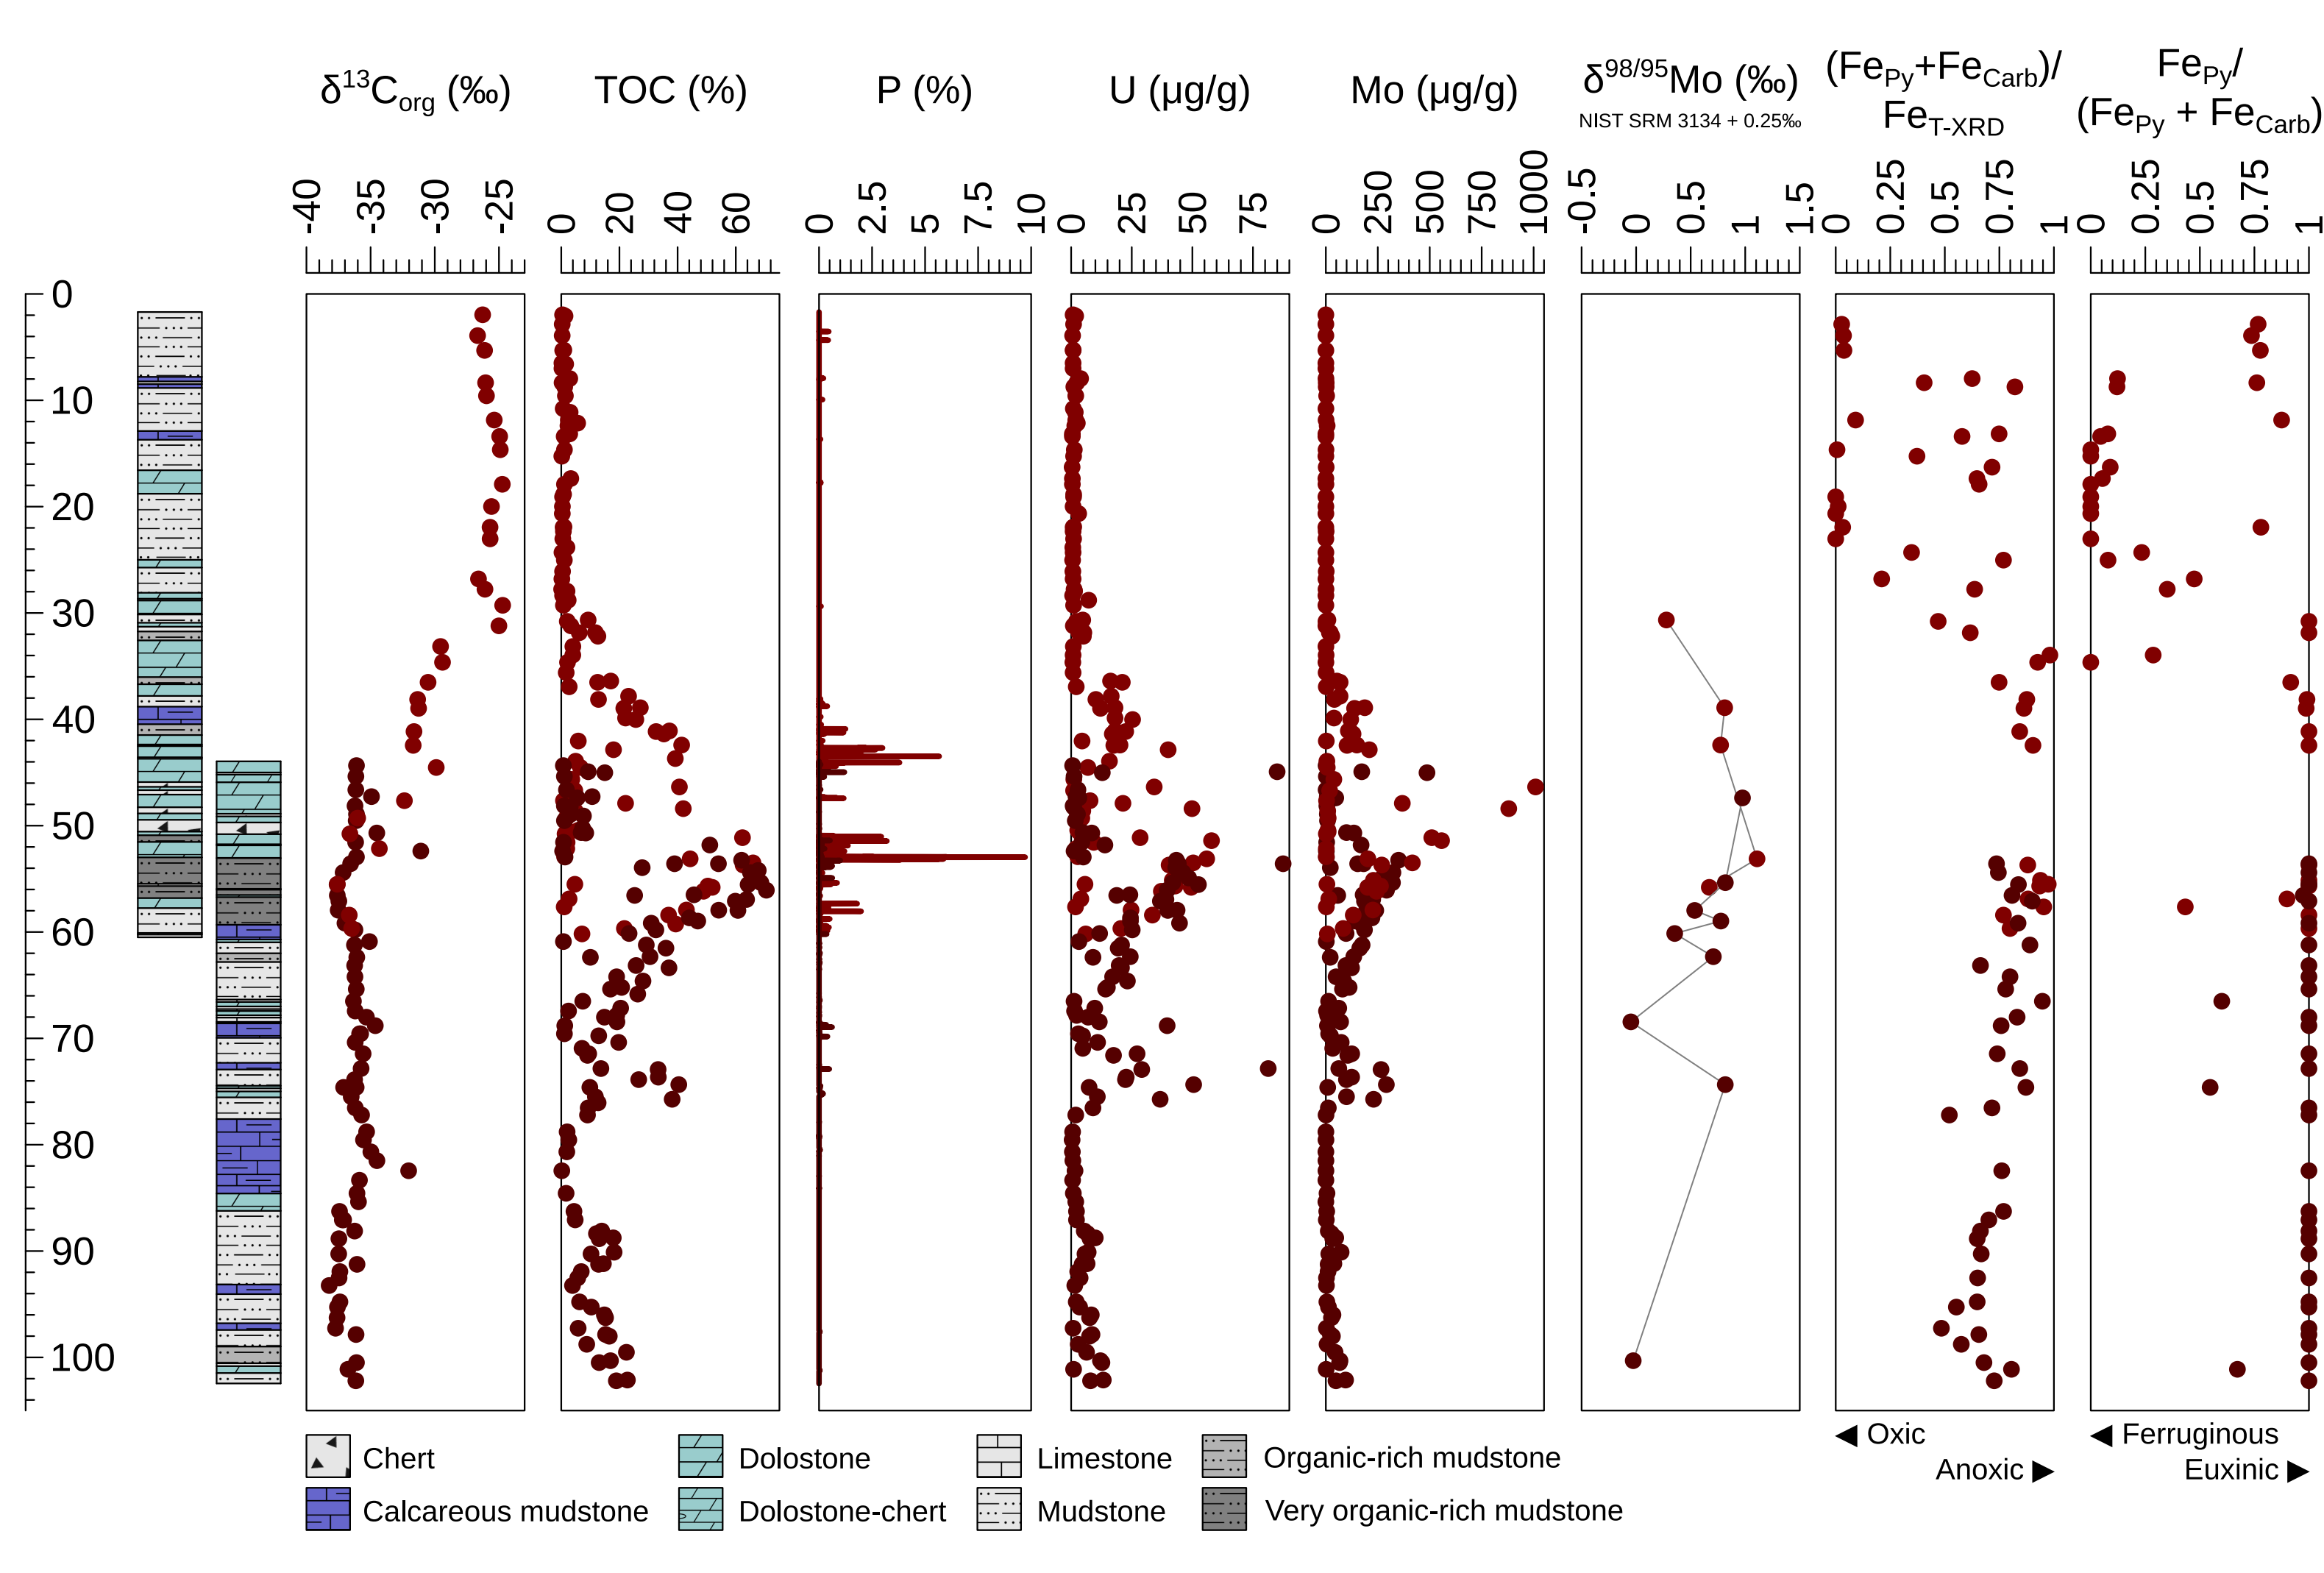 δ13Corg (‰)
TOC (%)
P (%)
U (µg/g)
Mo (µg/g)
δ98/95Mo (‰)
NIST SRM 3134 + 0.25‰
(FePy+FeCarb)/
FeT-XRD
FePy/
(FePy + FeCarb)
-40 -35 -30 -25
0 20 40 60
0 2.5 5 7.5 10
0 25 50 75
0 250 500 750 1000
-0.5 0 0.5 1 1.5
0 0.25 0.5 0.75 1
0 0.25 0.5 0.75 1
0
10
20
30
40
50
60
70
80
90
100
◀ Oxic
Anoxic ▶
◀ Ferruginous
Euxinic ▶
Chert
Dolostone
Limestone
Organic-rich mudstone
Calcareous mudstone
Dolostone-chert
Mudstone
Very organic-rich mudstone